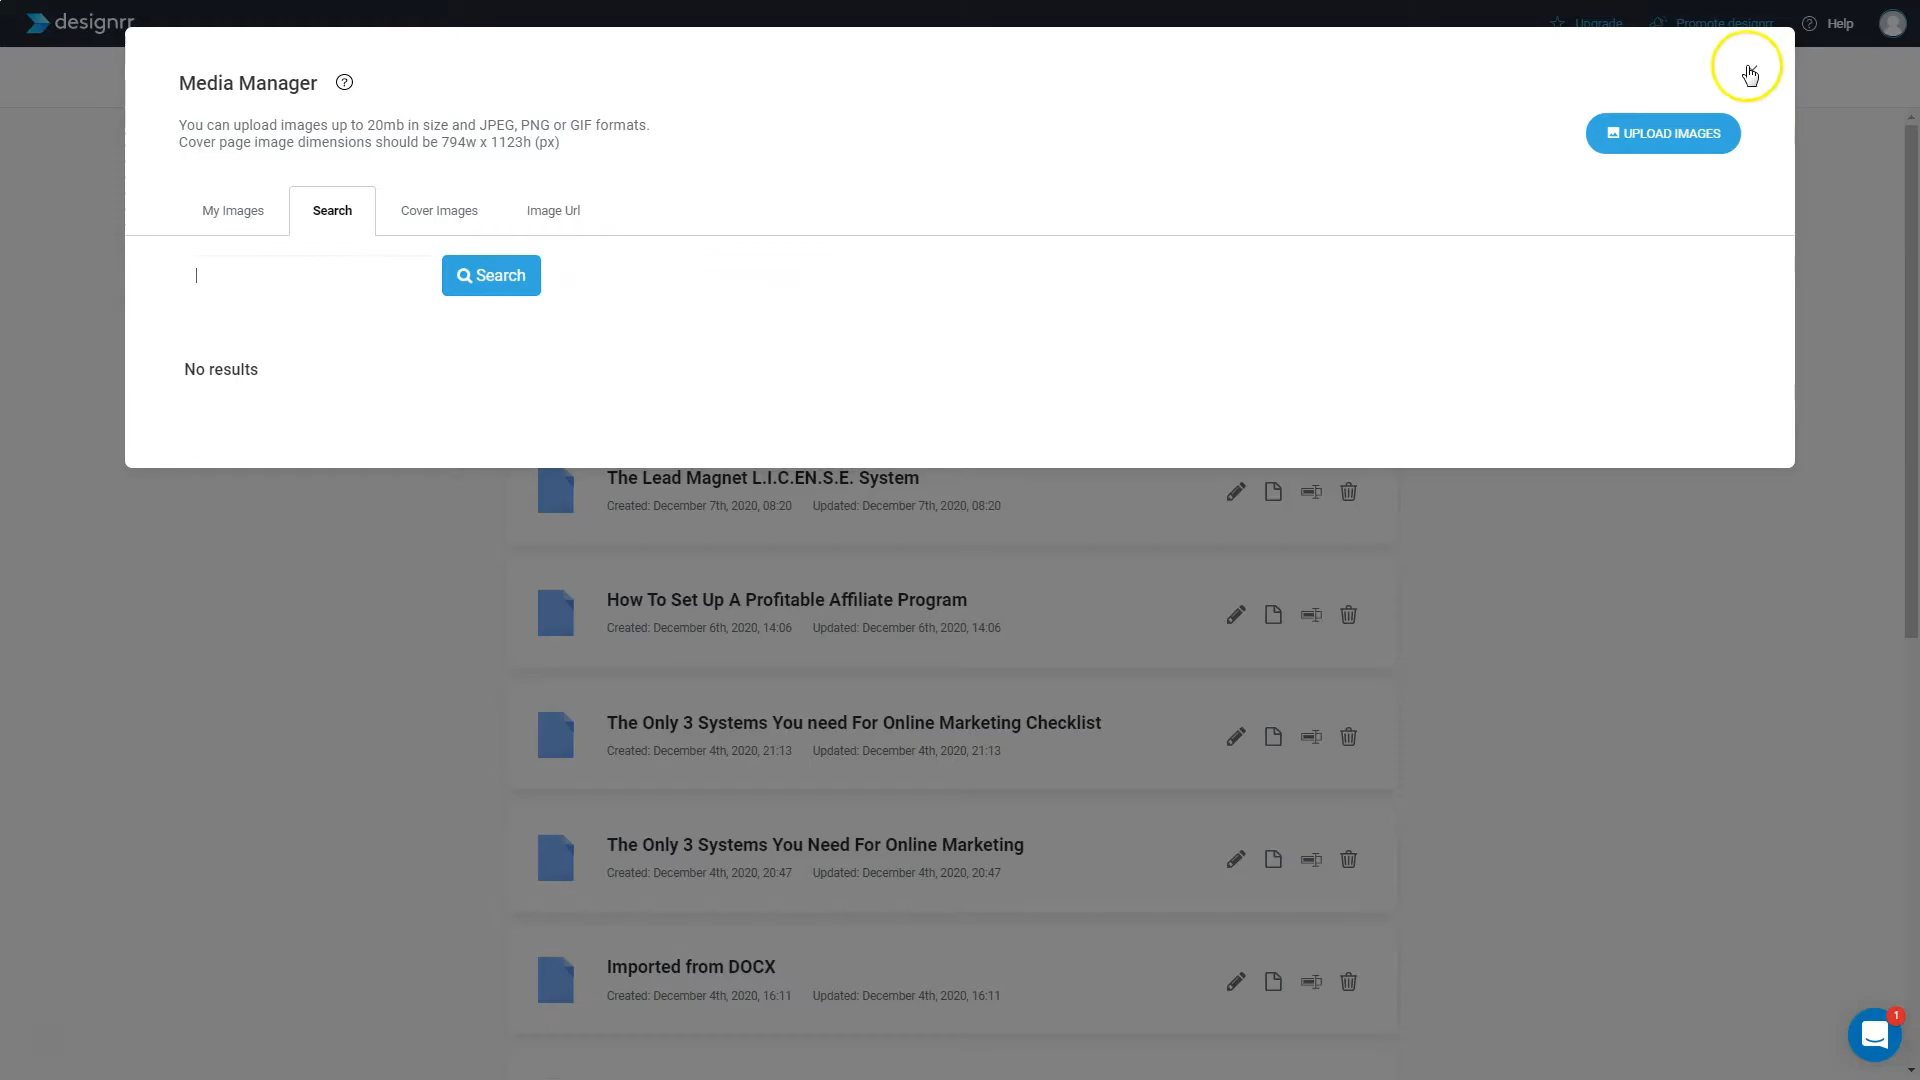 designrr
Upgrade
Promote designrr
Help
Media Manager
You can upload images up to 20mb in size and JPEG, PNG or GIF formats.
Cover page image dimensions should be 794w x 1123h (px)
UPLOAD IMAGES
My Images
Search
Cover Images
Image Url
Search
No results
The Lead Magnet L.I.C.EN.S.E. System
Created: December 7th, 2020, 08:20 Updated: December 7th, 2020, 08:20
How To Set Up A Profitable Affiliate Program
Created: December 6th, 2020, 14:06 Updated: December 6th, 2020, 14:06
The Only 3 Systems You need For Online Marketing Checklist
Created: December 4th, 2020, 21:13 Updated: December 4th, 2020, 21:13
The Only 3 Systems You Need For Online Marketing
Created: December 4th, 2020, 20:47 Updated: December 4th, 2020, 20:47
Imported from DOCX
Created: December 4th, 2020, 16:11 Updated: December 4th, 2020, 16:11
1